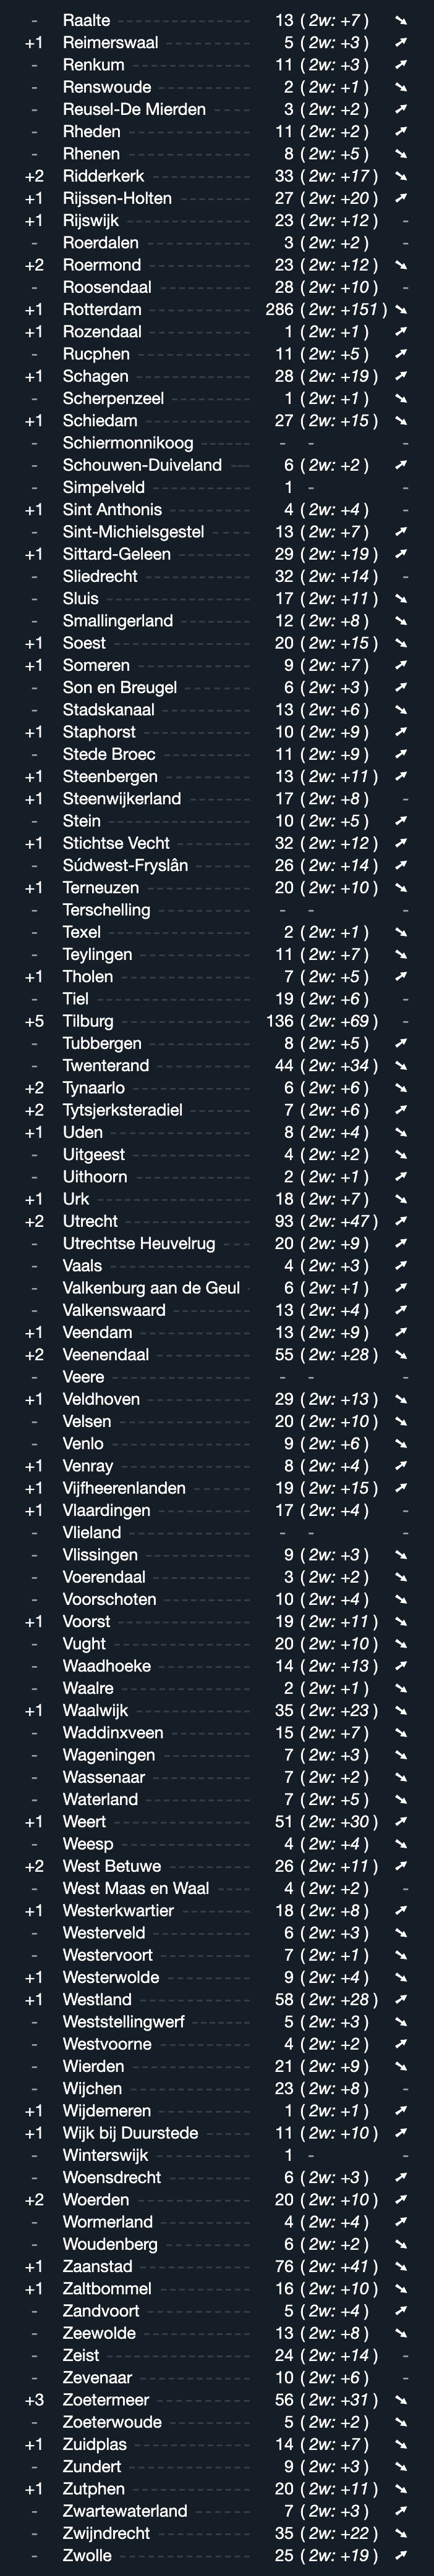 - Raalte 13 ( 2w: +7 ) ➘
+1 Reimerswaal 5 ( 2w: +3 ) ➚
- Renkum 11 ( 2w: +3 ) ➚
- Renswoude 2 ( 2w: +1 ) ➘
- Reusel-De Mierden 3 ( 2w: +2 ) ➚
- Rheden 11 ( 2w: +2 ) ➚
- Rhenen 8 ( 2w: +5 ) ➘
+2 Ridderkerk 33 ( 2w: +17 ) ➘
+1 Rijssen-Holten 27 ( 2w: +20 ) ➚
+1 Rijswijk 23 ( 2w: +12 ) -
- Roerdalen 3 ( 2w: +2 ) -
+2 Roermond 23 ( 2w: +12 ) ➘
- Roosendaal 28 ( 2w: +10 ) -
+1 Rotterdam 286 ( 2w: +151 ) ➘
+1 Rozendaal 1 ( 2w: +1 ) ➚
- Rucphen 11 ( 2w: +5 ) ➚
+1 Schagen 28 ( 2w: +19 ) ➚
- Scherpenzeel 1 ( 2w: +1 ) ➘
+1 Schiedam 27 ( 2w: +15 ) ➘
- Schiermonnikoog - - -
- Schouwen-Duiveland 6 ( 2w: +2 ) ➚
- Simpelveld 1 - -
+1 Sint Anthonis 4 ( 2w: +4 ) -
- Sint-Michielsgestel 13 ( 2w: +7 ) ➚
+1 Sittard-Geleen 29 ( 2w: +19 ) ➚
- Sliedrecht 32 ( 2w: +14 ) -
- Sluis 17 ( 2w: +11 ) ➘
- Smallingerland 12 ( 2w: +8 ) ➘
+1 Soest 20 ( 2w: +15 ) ➘
+1 Someren 9 ( 2w: +7 ) ➚
- Son en Breugel 6 ( 2w: +3 ) ➚
- Stadskanaal 13 ( 2w: +6 ) ➘
+1 Staphorst 10 ( 2w: +9 ) ➚
- Stede Broec 11 ( 2w: +9 ) ➚
+1 Steenbergen 13 ( 2w: +11 ) ➚
+1 Steenwijkerland 17 ( 2w: +8 ) -
- Stein 10 ( 2w: +5 ) ➚
+1 Stichtse Vecht 32 ( 2w: +12 ) ➚
- Súdwest-Fryslân 26 ( 2w: +14 ) ➚
+1 Terneuzen 20 ( 2w: +10 ) ➘
- Terschelling - - -
- Texel 2 ( 2w: +1 ) ➘
- Teylingen 11 ( 2w: +7 ) ➘
+1 Tholen 7 ( 2w: +5 ) ➚
- Tiel 19 ( 2w: +6 ) -
+5 Tilburg 136 ( 2w: +69 ) -
- Tubbergen 8 ( 2w: +5 ) ➚
- Twenterand 44 ( 2w: +34 ) ➘
+2 Tynaarlo 6 ( 2w: +6 ) ➘
+2 Tytsjerksteradiel 7 ( 2w: +6 ) ➚
+1 Uden 8 ( 2w: +4 ) ➘
- Uitgeest 4 ( 2w: +2 ) ➘
- Uithoorn 2 ( 2w: +1 ) ➚
+1 Urk 18 ( 2w: +7 ) ➘
+2 Utrecht 93 ( 2w: +47 ) ➚
- Utrechtse Heuvelrug 20 ( 2w: +9 ) ➚
- Vaals 4 ( 2w: +3 ) ➚
- Valkenburg aan de Geul 6 ( 2w: +1 ) ➚
- Valkenswaard 13 ( 2w: +4 ) ➚
+1 Veendam 13 ( 2w: +9 ) ➚
+2 Veenendaal 55 ( 2w: +28 ) ➘
- Veere - - -
+1 Veldhoven 29 ( 2w: +13 ) ➘
- Velsen 20 ( 2w: +10 ) ➘
- Venlo 9 ( 2w: +6 ) ➘
+1 Venray 8 ( 2w: +4 ) ➚
+1 Vijfheerenlanden 19 ( 2w: +15 ) ➚
+1 Vlaardingen 17 ( 2w: +4 ) -
- Vlieland - - -
- Vlissingen 9 ( 2w: +3 ) ➘
- Voerendaal 3 ( 2w: +2 ) ➘
- Voorschoten 10 ( 2w: +4 ) ➘
+1 Voorst 19 ( 2w: +11 ) ➘
- Vught 20 ( 2w: +10 ) ➘
- Waadhoeke 14 ( 2w: +13 ) ➚
- Waalre 2 ( 2w: +1 ) ➘
+1 Waalwijk 35 ( 2w: +23 ) ➘
- Waddinxveen 15 ( 2w: +7 ) ➘
- Wageningen 7 ( 2w: +3 ) ➘
- Wassenaar 7 ( 2w: +2 ) ➘
- Waterland 7 ( 2w: +5 ) ➘
+1 Weert 51 ( 2w: +30 ) ➚
- Weesp 4 ( 2w: +4 ) ➘
+2 West Betuwe 26 ( 2w: +11 ) ➚
- West Maas en Waal 4 ( 2w: +2 ) -
+1 Westerkwartier 18 ( 2w: +8 ) ➚
- Westerveld 6 ( 2w: +3 ) ➘
- Westervoort 7 ( 2w: +1 ) ➘
+1 Westerwolde 9 ( 2w: +4 ) ➘
+1 Westland 58 ( 2w: +28 ) ➚
- Weststellingwerf 5 ( 2w: +3 ) ➘
- Westvoorne 4 ( 2w: +2 ) ➚
- Wierden 21 ( 2w: +9 ) ➘
- Wijchen 23 ( 2w: +8 ) -
+1 Wijdemeren 1 ( 2w: +1 ) ➚
+1 Wijk bij Duurstede 11 ( 2w: +10 ) ➚
- Winterswijk 1 - -
- Woensdrecht 6 ( 2w: +3 ) ➚
+2 Woerden 20 ( 2w: +10 ) ➚
- Wormerland 4 ( 2w: +4 ) ➚
- Woudenberg 6 ( 2w: +2 ) ➘
+1 Zaanstad 76 ( 2w: +41 ) ➘
+1 Zaltbommel 16 ( 2w: +10 ) ➘
- Zandvoort 5 ( 2w: +4 ) ➚
- Zeewolde 13 ( 2w: +8 ) ➘
- Zeist 24 ( 2w: +14 ) -
- Zevenaar 10 ( 2w: +6 ) -
+3 Zoetermeer 56 ( 2w: +31 ) ➘
- Zoeterwoude 5 ( 2w: +2 ) ➘
+1 Zuidplas 14 ( 2w: +7 ) ➘
- Zundert 9 ( 2w: +3 ) ➘
+1 Zutphen 20 ( 2w: +11 ) ➘
- Zwartewaterland 7 ( 2w: +3 ) ➚
- Zwijndrecht 35 ( 2w: +22 ) ➘
- Zwolle 25 ( 2w: +19 ) ➚